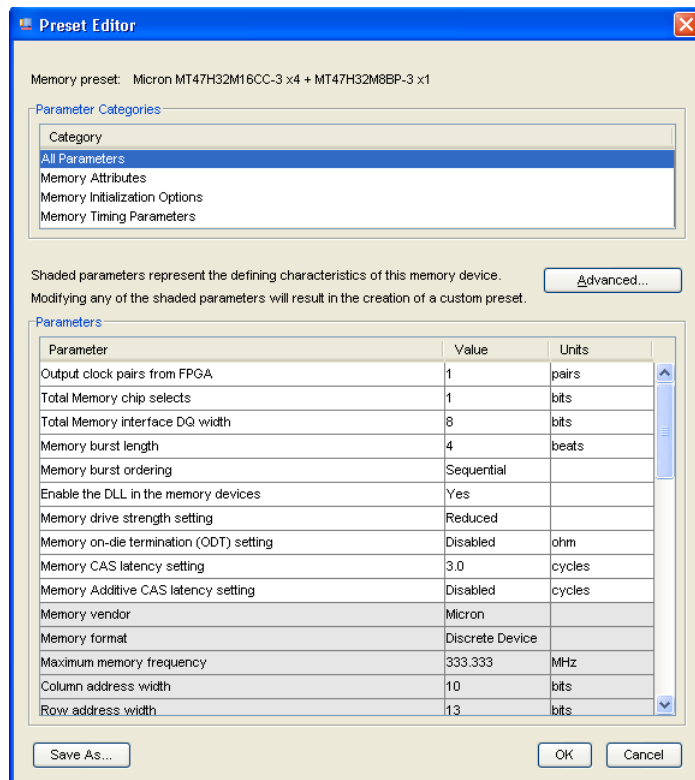 Preset Editor
Memory preset: Micron MT47H32M16CC-3 x4 + MT47H32M8BP-3 x1
Parameter Categories
Category
All Parameters
Memory Attributes
Memory Initialization Options
Memory Timing Parameters
Shaded parameters represent the defining characteristics of this memory device.
Modifying any of the shaded parameters will result in the creation of a custom preset.
Advanced...
Parameters
Parameter Value Units
Output clock pairs from FPGA 1 pairs
Total Memory chip selects 1 bits
Total Memory interface DQ width 8 bits
Memory burst length 4 beats
Memory burst ordering Sequential
Enable the DLL in the memory devices Yes
Memory drive strength setting Reduced
Memory on-die termination (ODT) setting Disabled ohm
Memory CAS latency setting 3.0 cycles
Memory Additive CAS latency setting Disabled cycles
Memory vendor Micron
Memory format Discrete Device
Maximum memory frequency 333.333 MHz
Column address width 10 bits
Row address width 13 bits
Save As... OK Cancel